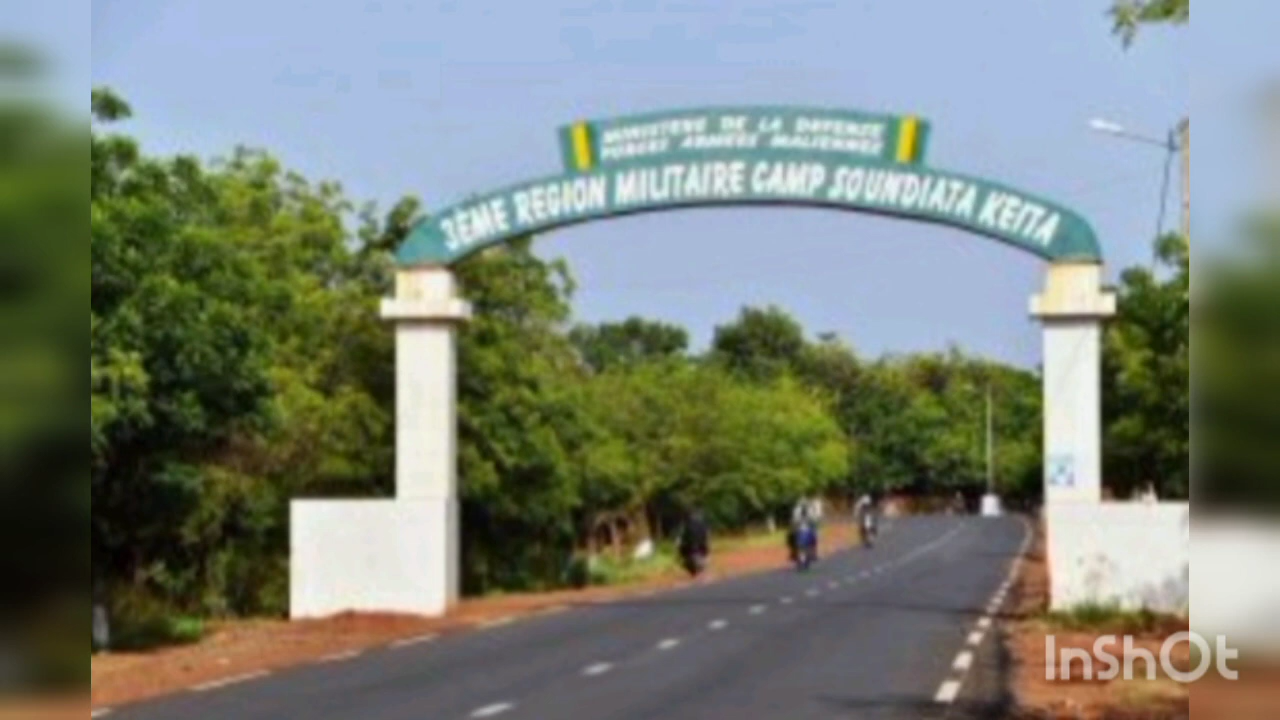 MINISTERE DE LA DEFENSE
FORCES ARMEES MALIENNES
3EME REGION MILITAIRE CAMP SOUNDIATA KEITA
InShOt